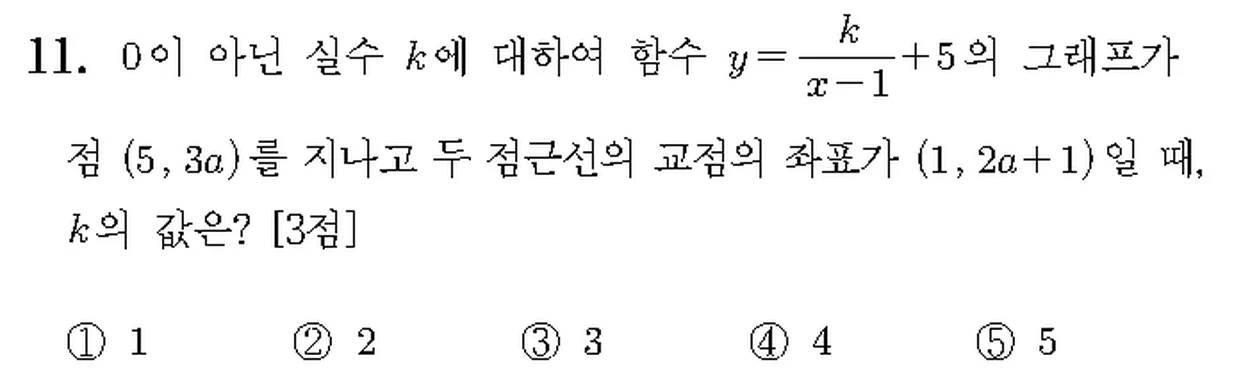 11. 0이 아닌 실수 k에 대하여 함수 y=k/(x-1)+5의 그래프가
점 (5, 3a)를 지나고 두 점근선의 교점의 좌표가 (1, 2a+1)일 때,
k의 값은? [3점]
① 1 ② 2 ③ 3 ④ 4 ⑤ 5